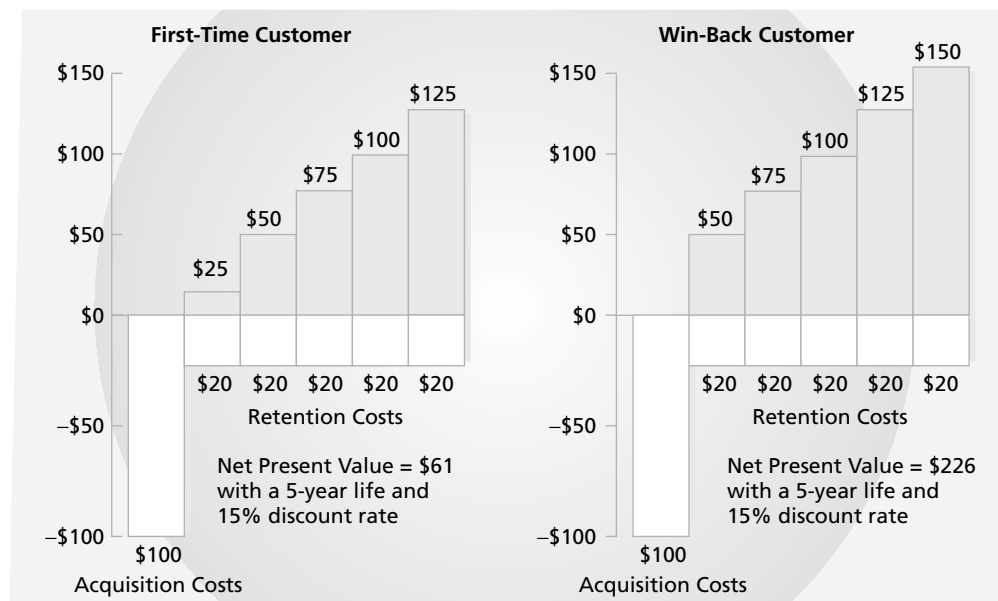 First-Time Customer
$150
$100
$50
$0
–$50
–$100
$25
$50
$75
$100
$125
$20 $20 $20 $20 $20
Retention Costs
Net Present Value = $61
with a 5-year life and
15% discount rate
$100
Acquisition Costs
Win-Back Customer
$150
$100
$50
$0
–$50
–$100
$50
$75
$100
$125
$150
$20 $20 $20 $20 $20
Retention Costs
Net Present Value = $226
with a 5-year life and
15% discount rate
$100
Acquisition Costs